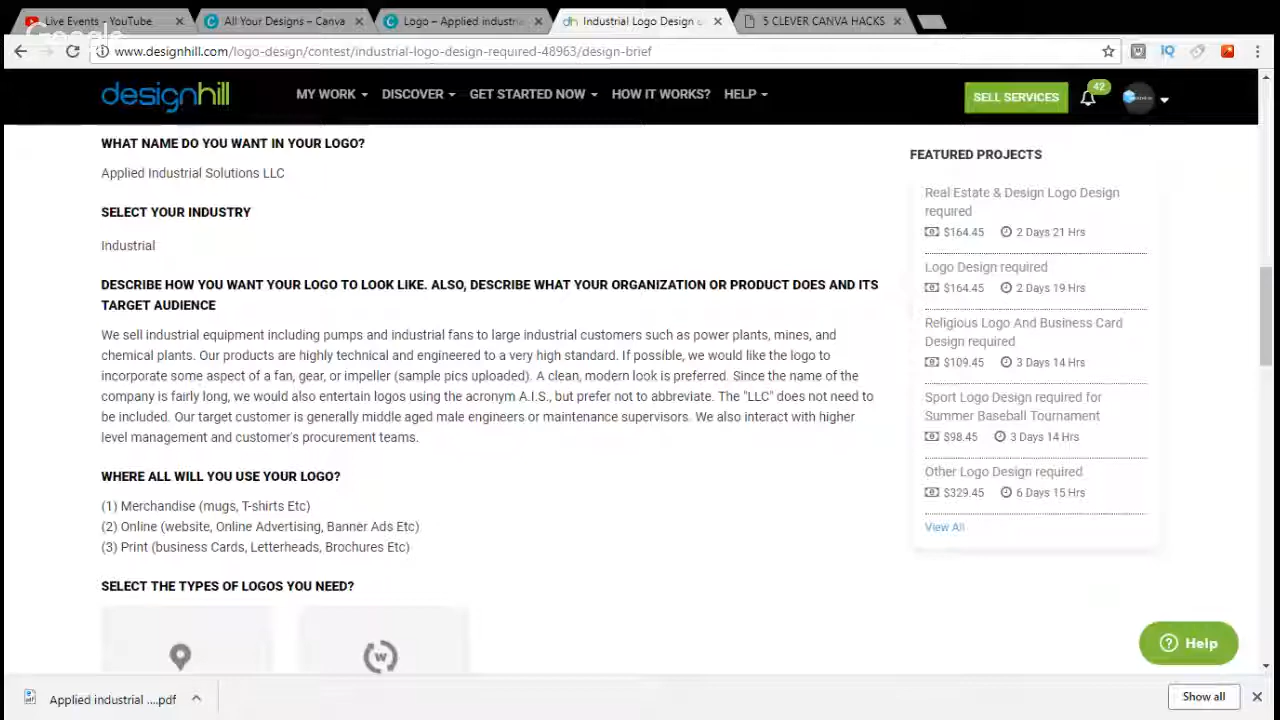 Live Events - YouTube
All Your Designs – Canva
Logo – Applied industri
Industrial Logo Design
5 CLEVER CANVA HACKS
Google
www.designhill.com/logo-design/contest/industrial-logo-design-required-48963/design-brief
IQ
designhill
MY WORK
DISCOVER
GET STARTED NOW
HOW IT WORKS?
HELP
SELL SERVICES
42
WHAT NAME DO YOU WANT IN YOUR LOGO?
Applied Industrial Solutions LLC
SELECT YOUR INDUSTRY
Industrial
DESCRIBE HOW YOU WANT YOUR LOGO TO LOOK LIKE. ALSO, DESCRIBE WHAT YOUR ORGANIZATION OR PRODUCT DOES AND ITS
TARGET AUDIENCE
We sell industrial equipment including pumps and industrial fans to large industrial customers such as power plants, mines, and
chemical plants. Our products are highly technical and engineered to a very high standard. If possible, we would like the logo to
incorporate some aspect of a fan, gear, or impeller (sample pics uploaded). A clean, modern look is preferred. Since the name of the
company is fairly long, we would also entertain logos using the acronym A.I.S., but prefer not to abbreviate. The "LLC" does not need to
be included. Our target customer is generally middle aged male engineers or maintenance supervisors. We also interact with higher
level management and customer's procurement teams.
WHERE ALL WILL YOU USE YOUR LOGO?
(1) Merchandise (mugs, T-shirts Etc)
(2) Online (website, Online Advertising, Banner Ads Etc)
(3) Print (business Cards, Letterheads, Brochures Etc)
SELECT THE TYPES OF LOGOS YOU NEED?
W
FEATURED PROJECTS
Real Estate & Design Logo Design
required
$164.45 2 Days 21 Hrs
Logo Design required
$164.45 2 Days 19 Hrs
Religious Logo And Business Card
Design required
$109.45 3 Days 14 Hrs
Sport Logo Design required for
Summer Baseball Tournament
$98.45 3 Days 14 Hrs
Other Logo Design required
$329.45 6 Days 15 Hrs
View All
Help
Applied industrial ....pdf
Show all